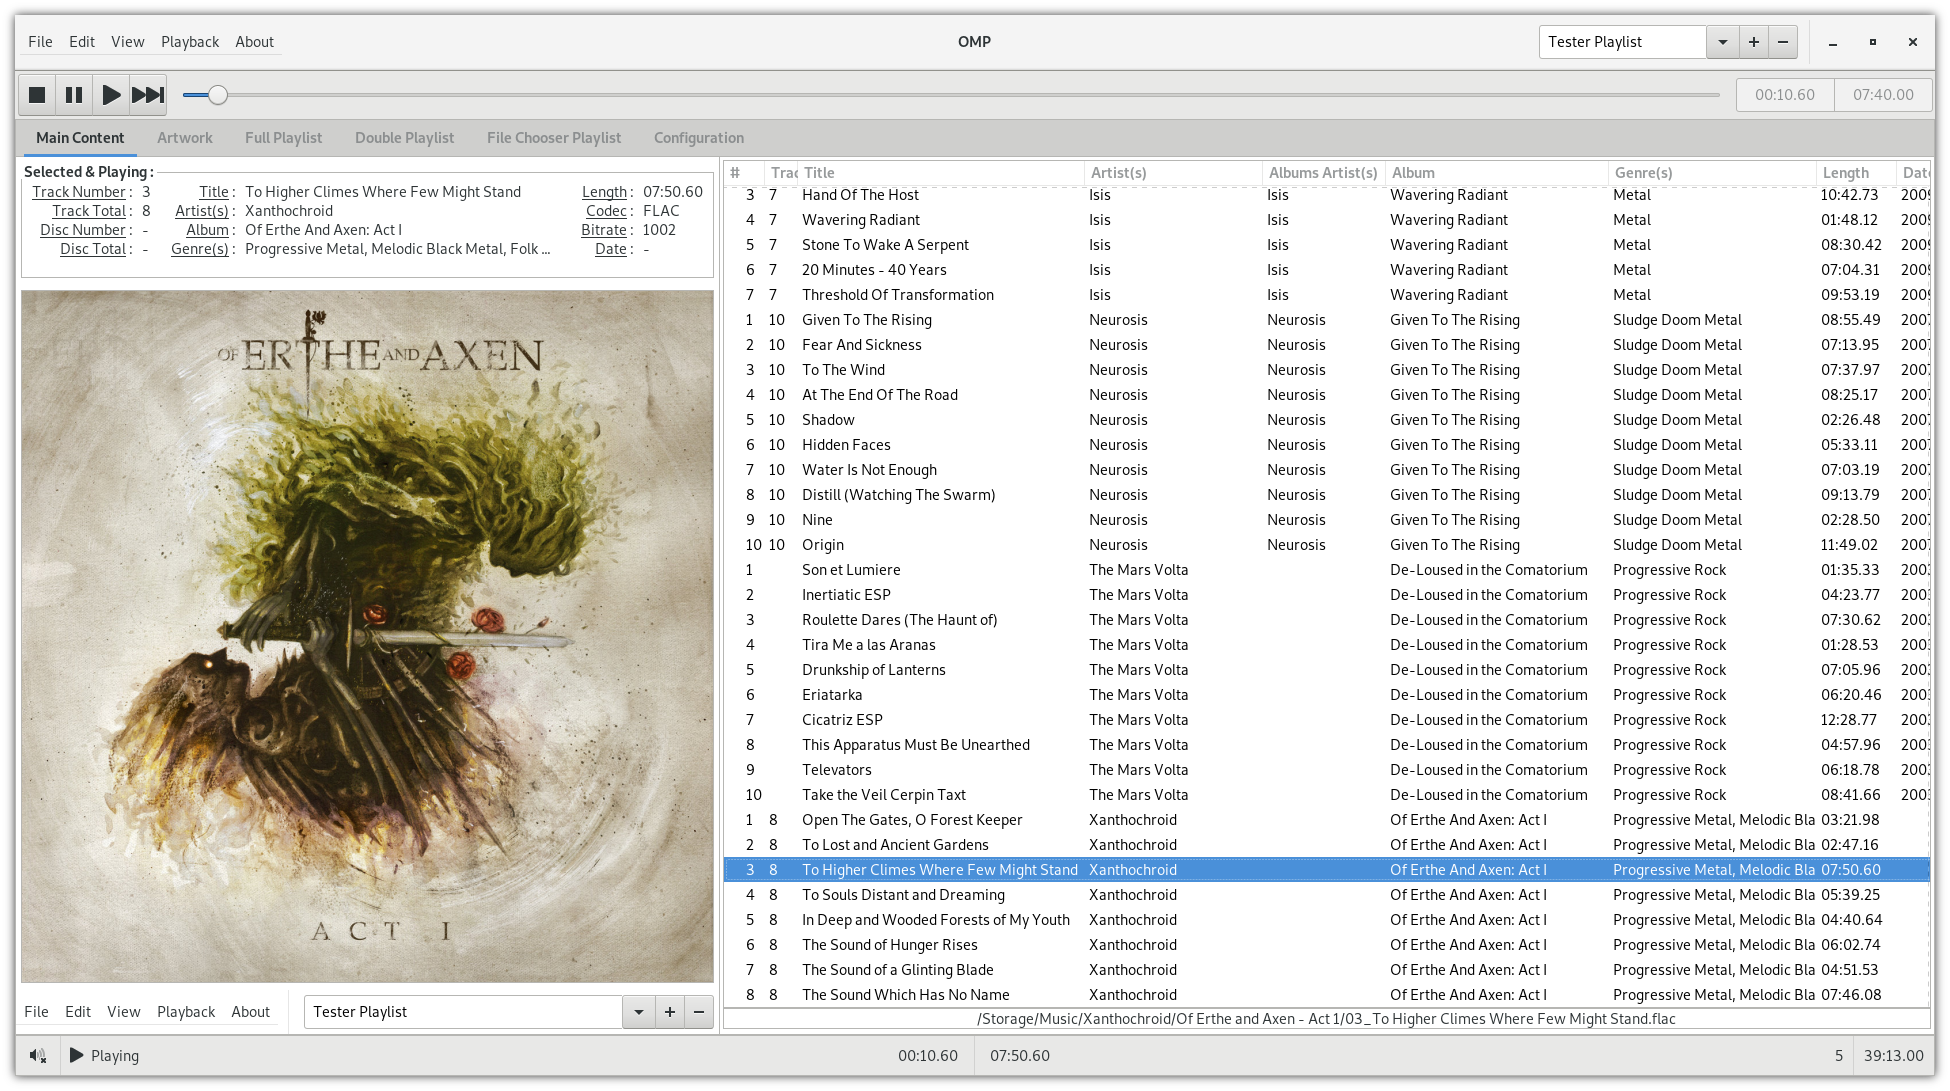 File Edit View Playback About OMP Tester Playlist
00:10.60 07:40.00
Main Content Artwork Full Playlist Double Playlist File Chooser Playlist Configuration
Selected & Playing :
Track Number : 3 Title : To Higher Climes Where Few Might Stand Length : 07:50.60
Track Total : 8 Artist(s) : Xanthochroid Codec : FLAC
Disc Number : - Album : Of Erthe And Axen: Act I Bitrate : 1002
Disc Total : - Genre(s) : Progressive Metal, Melodic Black Metal, Folk ... Date : -
OF ERTHE AND AXEN
ACT I
File Edit View Playback About Tester Playlist
# Trac Title Artist(s) Albums Artist(s) Album Genre(s) Length Date
3 7 Hand Of The Host Isis Isis Wavering Radiant Metal 10:42.73 2009
4 7 Wavering Radiant Isis Isis Wavering Radiant Metal 01:48.12 2009
5 7 Stone To Wake A Serpent Isis Isis Wavering Radiant Metal 08:30.42 2009
6 7 20 Minutes - 40 Years Isis Isis Wavering Radiant Metal 07:04.31 2009
7 7 Threshold Of Transformation Isis Isis Wavering Radiant Metal 09:53.19 2009
1 10 Given To The Rising Neurosis Neurosis Given To The Rising Sludge Doom Metal 08:55.49 2007
2 10 Fear And Sickness Neurosis Neurosis Given To The Rising Sludge Doom Metal 07:13.95 2007
3 10 To The Wind Neurosis Neurosis Given To The Rising Sludge Doom Metal 07:37.97 2007
4 10 At The End Of The Road Neurosis Neurosis Given To The Rising Sludge Doom Metal 08:25.17 2007
5 10 Shadow Neurosis Neurosis Given To The Rising Sludge Doom Metal 02:26.48 2007
6 10 Hidden Faces Neurosis Neurosis Given To The Rising Sludge Doom Metal 05:33.11 2007
7 10 Water Is Not Enough Neurosis Neurosis Given To The Rising Sludge Doom Metal 07:03.19 2007
8 10 Distill (Watching The Swarm) Neurosis Neurosis Given To The Rising Sludge Doom Metal 09:13.79 2007
9 10 Nine Neurosis Neurosis Given To The Rising Sludge Doom Metal 02:28.50 2007
10 10 Origin Neurosis Neurosis Given To The Rising Sludge Doom Metal 11:49.02 2007
1 Son et Lumiere The Mars Volta De-Loused in the Comatorium Progressive Rock 01:35.33 2003
2 Inertiatic ESP The Mars Volta De-Loused in the Comatorium Progressive Rock 04:23.77 2003
3 Roulette Dares (The Haunt of) The Mars Volta De-Loused in the Comatorium Progressive Rock 07:30.62 2003
4 Tira Me a las Aranas The Mars Volta De-Loused in the Comatorium Progressive Rock 01:28.53 2003
5 Drunkship of Lanterns The Mars Volta De-Loused in the Comatorium Progressive Rock 07:05.96 2003
6 Eriatarka The Mars Volta De-Loused in the Comatorium Progressive Rock 06:20.46 2003
7 Cicatriz ESP The Mars Volta De-Loused in the Comatorium Progressive Rock 12:28.77 2003
8 This Apparatus Must Be Unearthed The Mars Volta De-Loused in the Comatorium Progressive Rock 04:57.96 2003
9 Televators The Mars Volta De-Loused in the Comatorium Progressive Rock 06:18.78 2003
10 Take the Veil Cerpin Taxt The Mars Volta De-Loused in the Comatorium Progressive Rock 08:41.66 2003
1 8 Open The Gates, O Forest Keeper Xanthochroid Of Erthe And Axen: Act I Progressive Metal, Melodic Bla 03:21.98
2 8 To Lost and Ancient Gardens Xanthochroid Of Erthe And Axen: Act I Progressive Metal, Melodic Bla 02:47.16
3 8 To Higher Climes Where Few Might Stand Xanthochroid Of Erthe And Axen: Act I Progressive Metal, Melodic Bla 07:50.60
4 8 To Souls Distant and Dreaming Xanthochroid Of Erthe And Axen: Act I Progressive Metal, Melodic Bla 05:39.25
5 8 In Deep and Wooded Forests of My Youth Xanthochroid Of Erthe And Axen: Act I Progressive Metal, Melodic Bla 04:40.64
6 8 The Sound of Hunger Rises Xanthochroid Of Erthe And Axen: Act I Progressive Metal, Melodic Bla 06:02.74
7 8 The Sound of a Glinting Blade Xanthochroid Of Erthe And Axen: Act I Progressive Metal, Melodic Bla 04:51.53
8 8 The Sound Which Has No Name Xanthochroid Of Erthe And Axen: Act I Progressive Metal, Melodic Bla 07:46.08
/Storage/Music/Xanthochroid/Of Erthe and Axen - Act 1/03_To Higher Climes Where Few Might Stand.flac
Playing 00:10.60 07:50.60 5 39:13.00